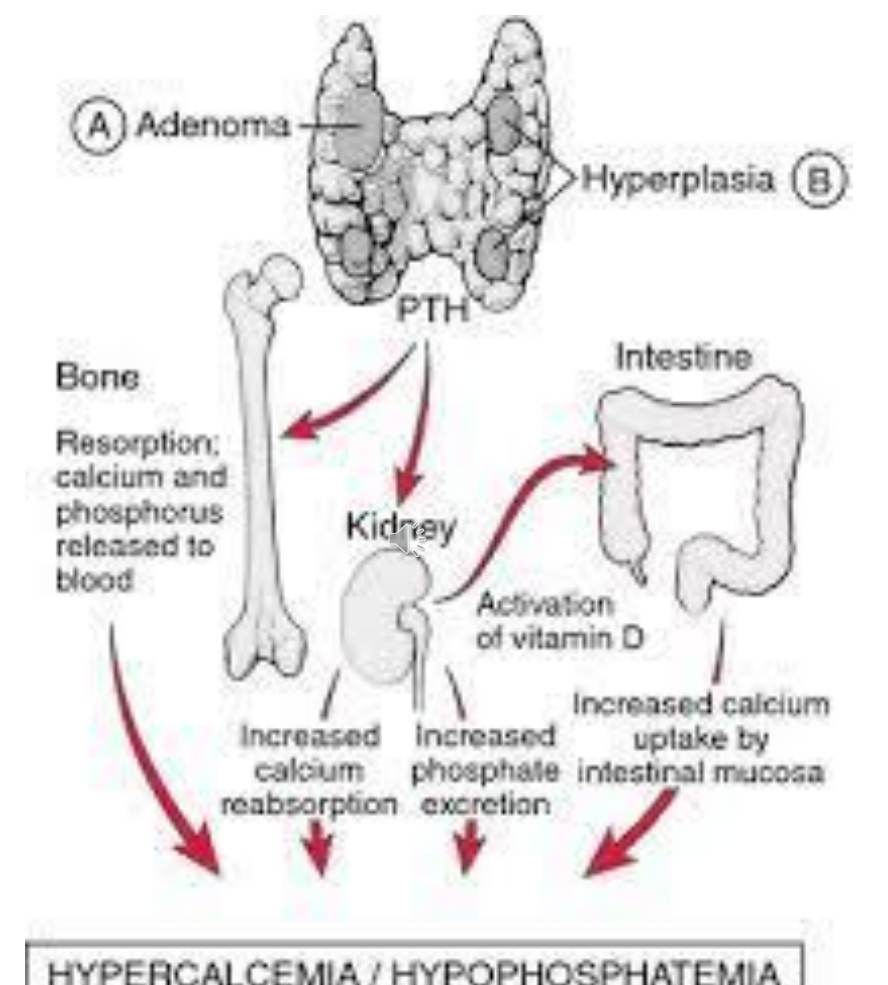 A Adenoma
Hyperplasia B
PTH
Bone
Resorption;
calcium and
phosphorus
released to
blood
Kidney
Intestine
Activation
of vitamin D
Increased
calcium
reabsorption
Increased
phosphate
excretion
Increased calcium
uptake by
intestinal mucosa
HYPERCALCEMIA / HYPOPHOSPHATEMIA